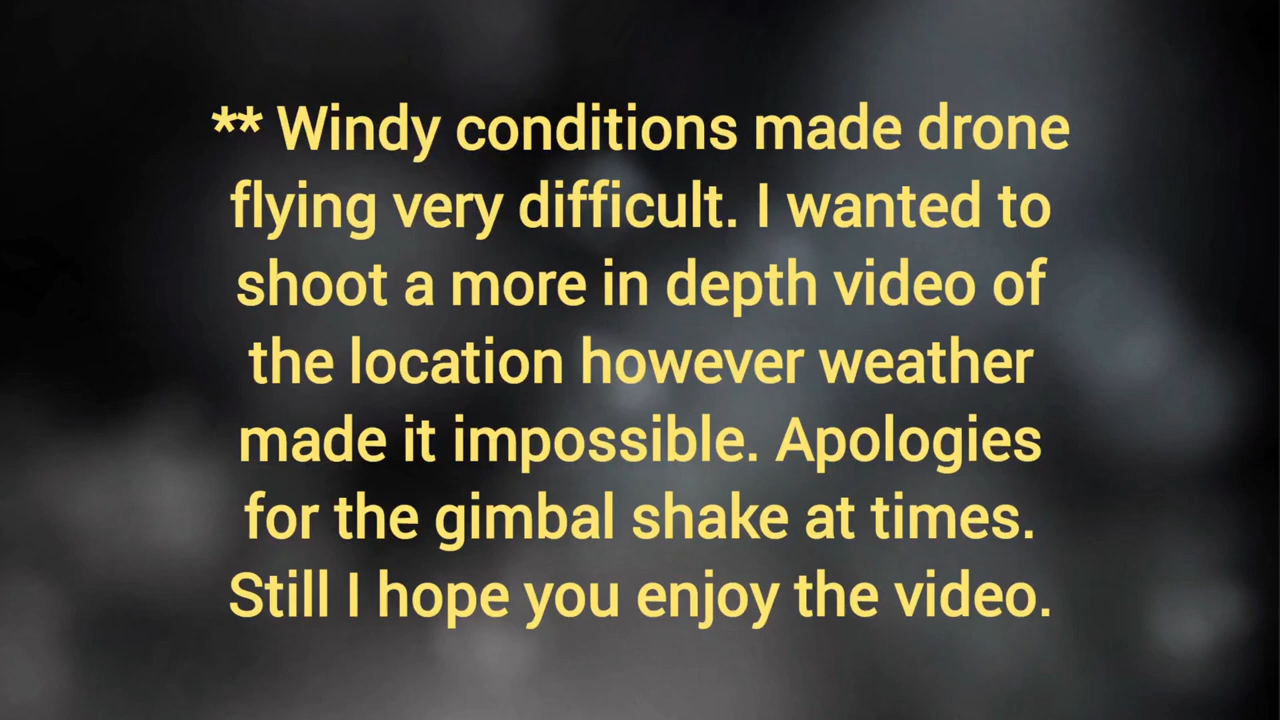 ** Windy conditions made drone
flying very difficult. I wanted to
shoot a more in depth video of
the location however weather
made it impossible. Apologies
for the gimbal shake at times.
Still I hope you enjoy the video.